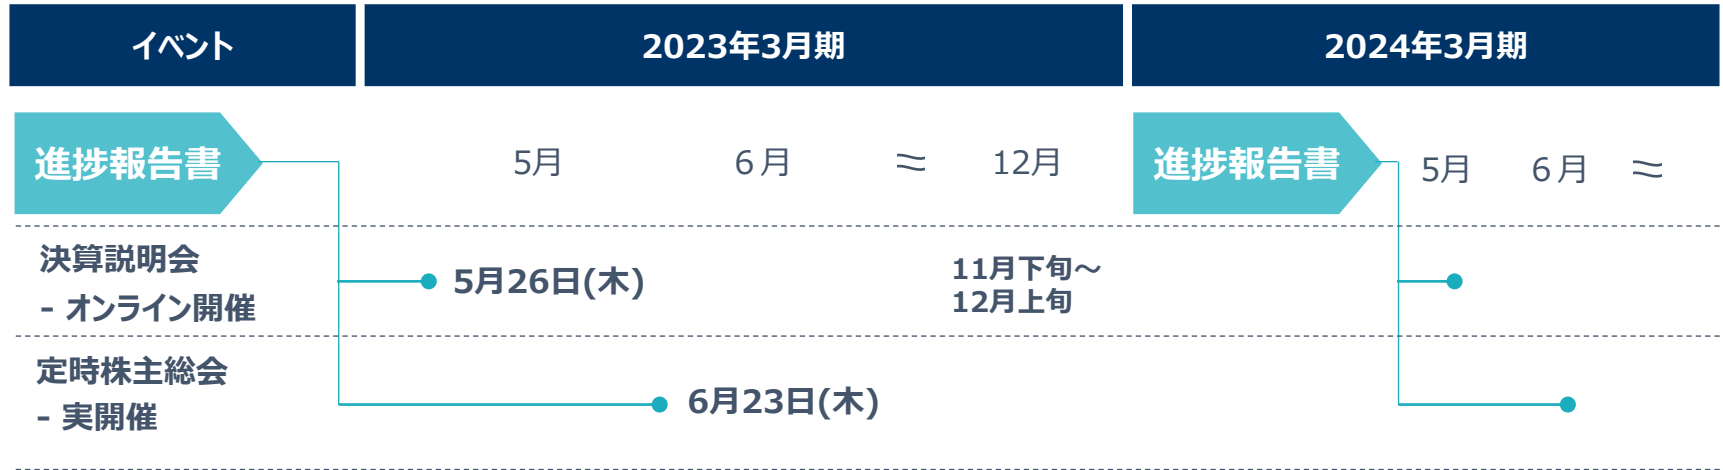 イベント
2023年3月期
2024年3月期
進捗報告書
5月
６月
≈
12月
進捗報告書
5月
６月
≈
決算説明会
- オンライン開催
5月26日(木)
11月下旬～
12月上旬
定時株主総会
- 実開催
6月23日(木)